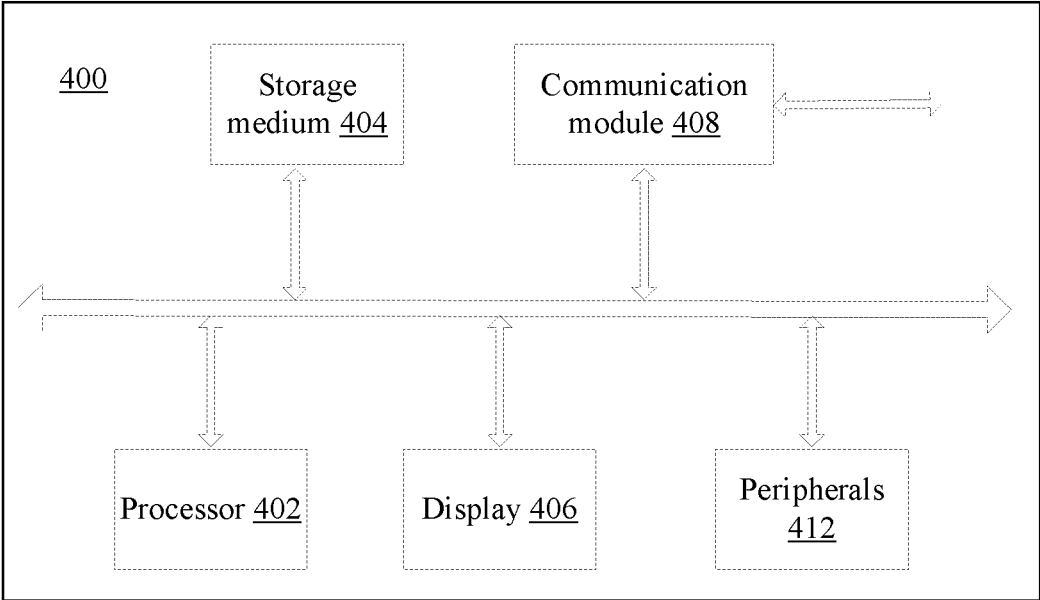 400
Storage
medium 404
Communication
module 408
Processor 402
Display 406
Peripherals
412